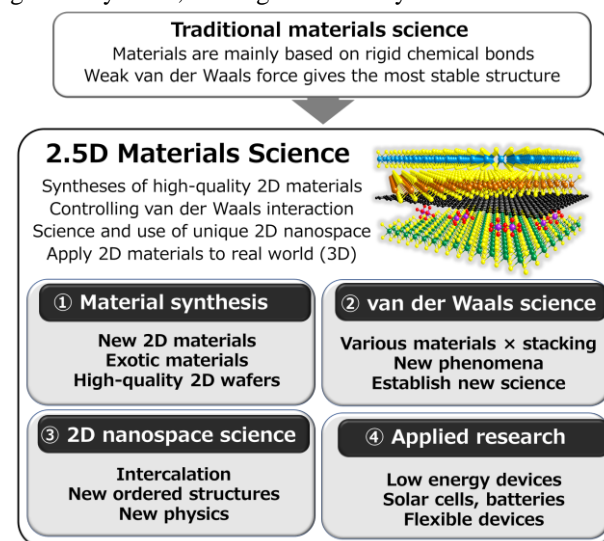 Traditional materials science
Materials are mainly based on rigid chemical bonds
Weak van der Waals force gives the most stable structure
2.5D Materials Science
Syntheses of high-quality 2D materials
Controlling van der Waals interaction
Science and use of unique 2D nanospace
Apply 2D materials to real world (3D)
① Material synthesis
New 2D materials
Exotic materials
High-quality 2D wafers
② van der Waals science
Various materials × stacking
New phenomena
Establish new science
③ 2D nanospace science
Intercalation
New ordered structures
New physics
④ Applied research
Low energy devices
Solar cells, batteries
Flexible devices